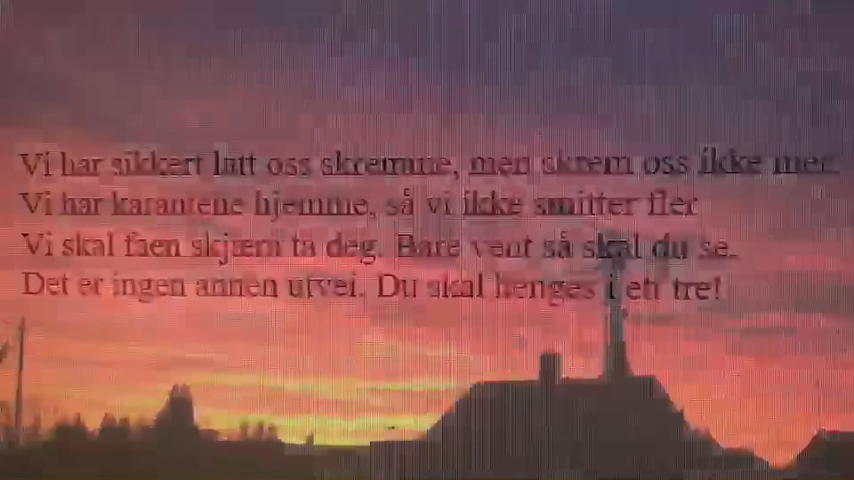 Vi har sikkert latt oss skremme, men skrem oss ikke mer.
Vi har karantene hjemme, så vi ikke smitter fler
Vi skal faen skjæm ta deg. Bare vent så skal du se.
Det er ingen annen utvei. Du skal henges i ett tre!